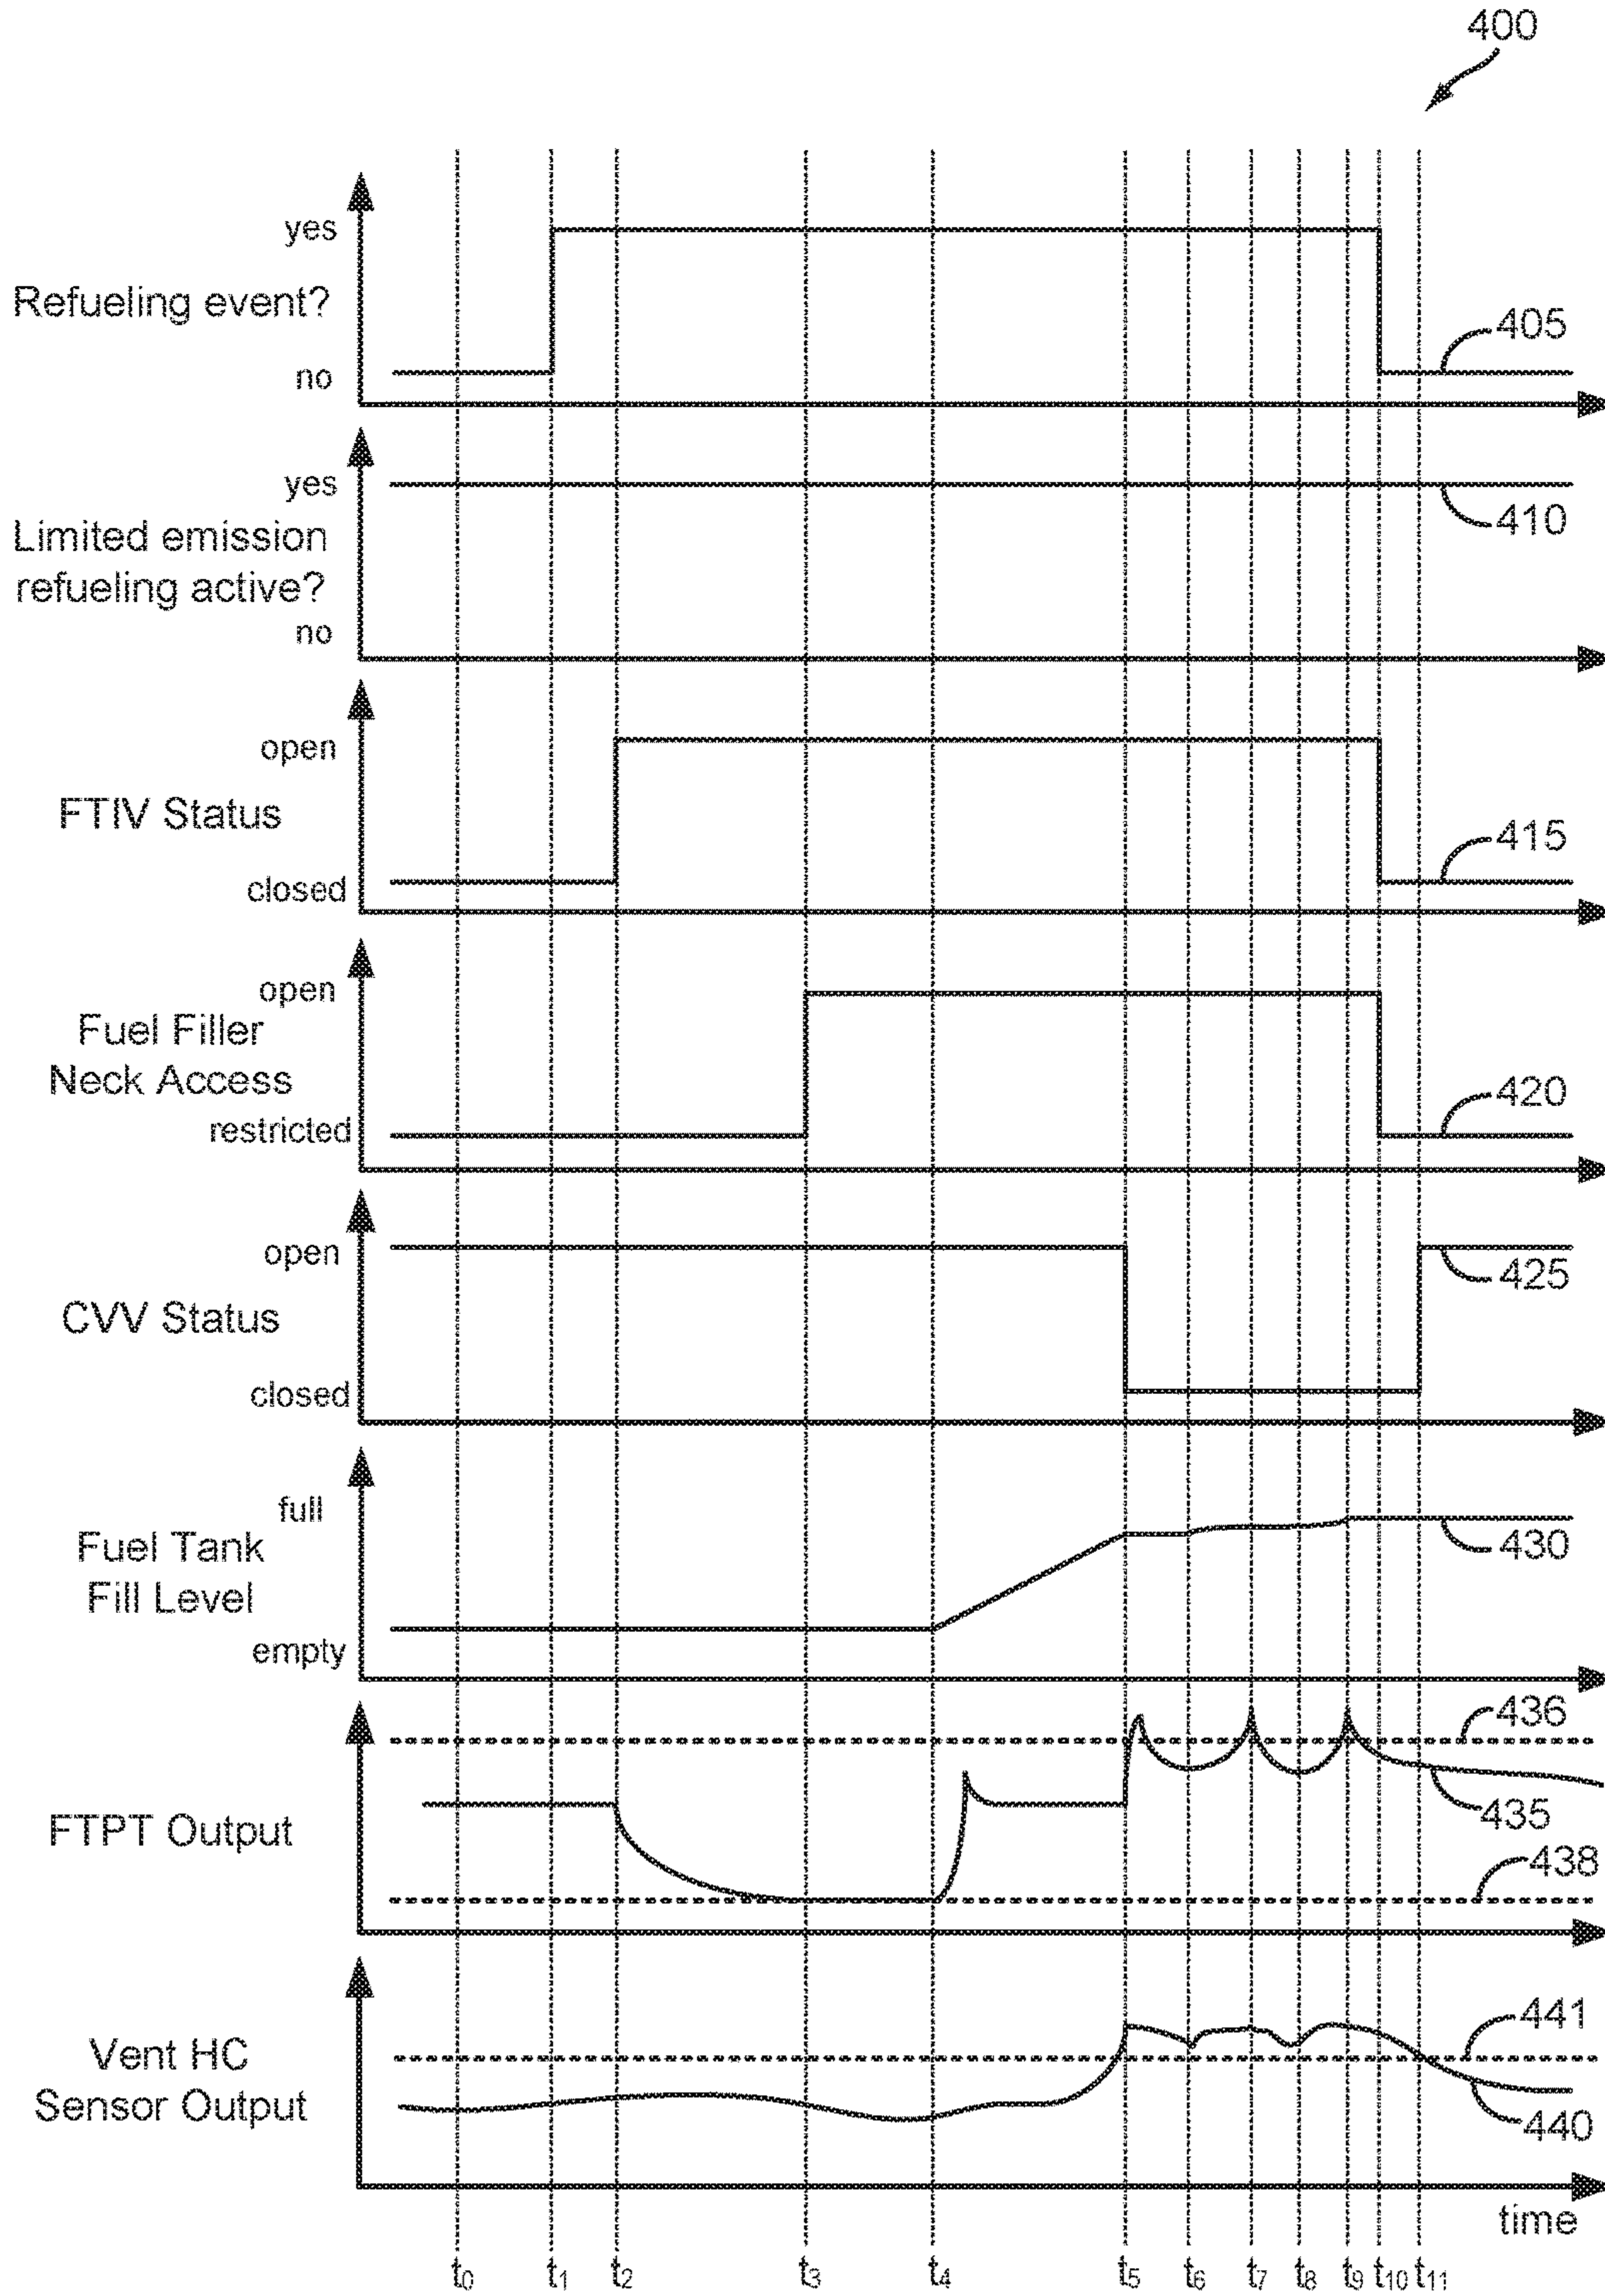 400
yes
Refueling event?
405
no
yes
Limited emission
refueling active?
410
no
open
FTIV Status
415
closed
open
Fuel Filler
Neck Access
420
restricted
open
425
CVV Status
closed
full
Fuel Tank
430
Fill Level
empty
436
435
FTPT Output
438
441
Vent HC
Sensor Output
440
time
t0 t1 t2 t3 t4 t5 t6 t7 t8 t9 t10 t11